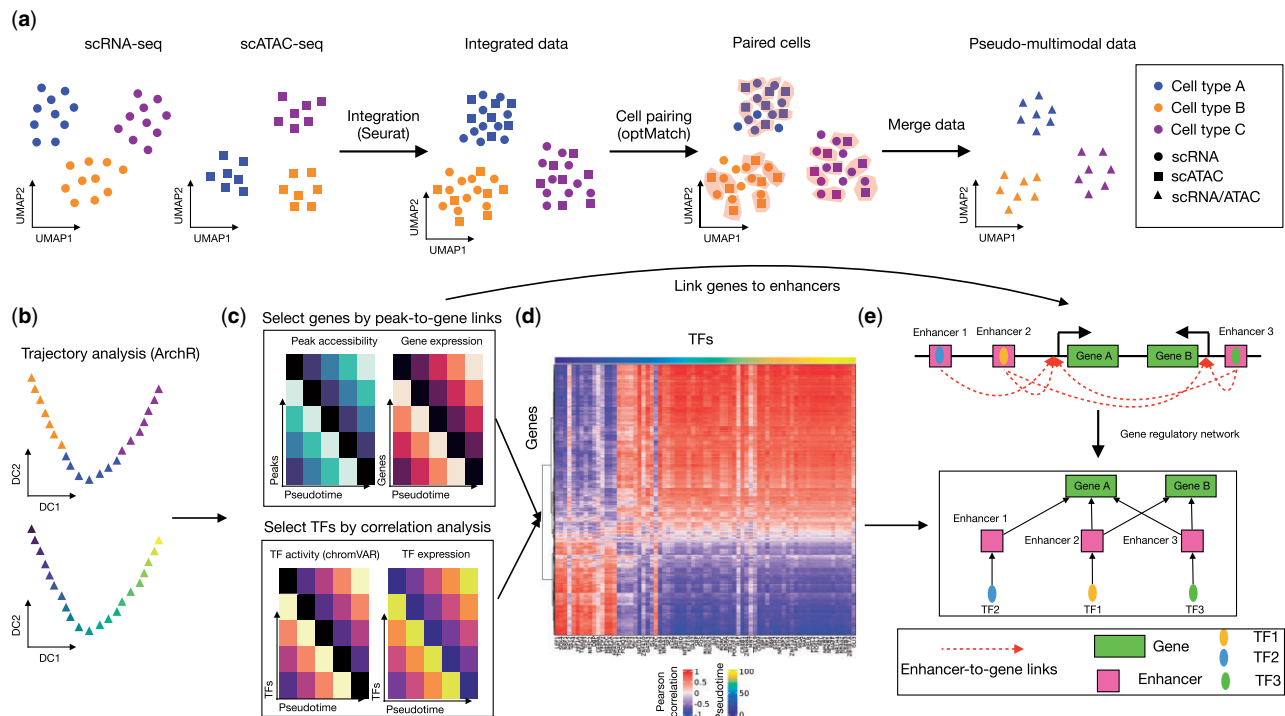 (a)
scRNA-seq
scATAC-seq
Integrated data
Paired cells
Pseudo-multimodal data
Integration
(Seurat)
Cell pairing
(optMatch)
Merge data
UMAP2
UMAP1
UMAP2
UMAP1
UMAP2
UMAP1
UMAP2
UMAP1
UMAP2
UMAP1
Cell type A
Cell type B
Cell type C
scRNA
scATAC
scRNA/ATAC
Link genes to enhancers
(b)
Trajectory analysis (ArchR)
DC2
DC1
DC2
DC1
(c)
Select genes by peak-to-gene links
Peak accessibility
Gene expression
Peaks
Pseudotime
Genes
Pseudotime
Select TFs by correlation analysis
TF activity (chromVAR)
TF expression
TFs
Pseudotime
TFs
Pseudotime
(d)
TFs
Genes
Pearson
correlation
1
0.5
0
-0.5
-1
Pseudotime
100
50
0
(e)
Enhancer 1
Enhancer 2
Enhancer 3
Gene A
Gene B
Gene regulatory network
Gene A
Gene B
Enhancer 1
Enhancer 2
Enhancer 3
TF2
TF1
TF3
Enhancer-to-gene links
Gene
Enhancer
TF1
TF2
TF3